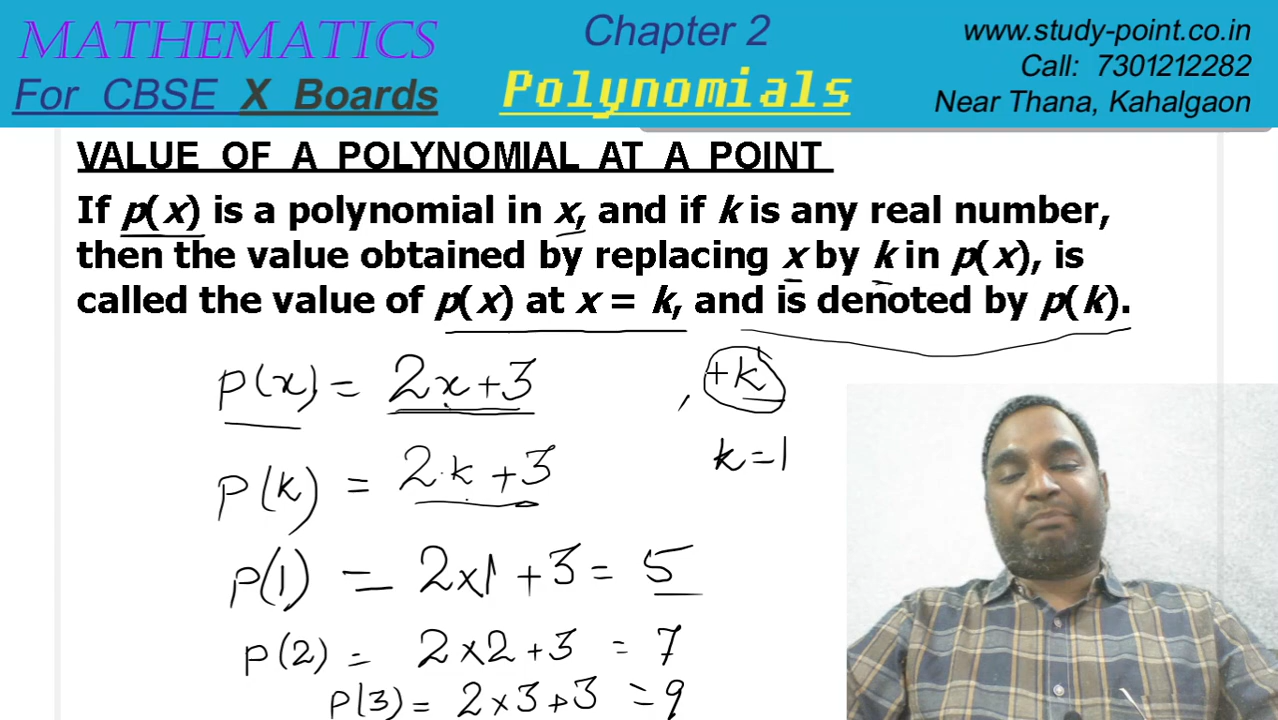 MATHEMATICS
For CBSE X Boards
Chapter 2
Polynomials
www.study-point.co.in
Call: 7301212282
Near Thana, Kahalgaon
VALUE OF A POLYNOMIAL AT A POINT
If p(x) is a polynomial in x, and if k is any real number,
then the value obtained by replacing x by k in p(x), is
called the value of p(x) at x = k, and is denoted by p(k).
p(x) = 2x+3 , +k
p(k) = 2·k+3 k=1
p(1) = 2x1+3 = 5
p(2) = 2x2+3 = 7
p(3) = 2x3+3 = 9